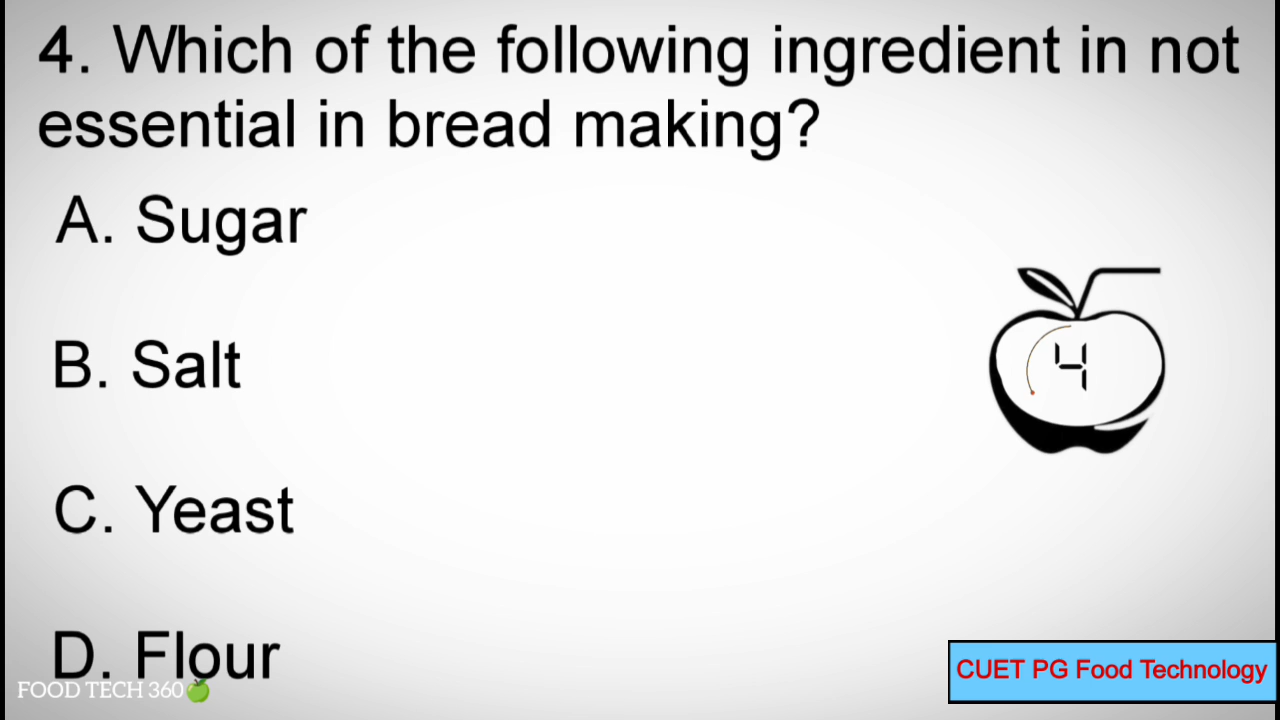 4. Which of the following ingredient in not
essential in bread making?
A. Sugar
B. Salt
4
C. Yeast
D. Flour
FOOD TECH 360
CUET PG Food Technology